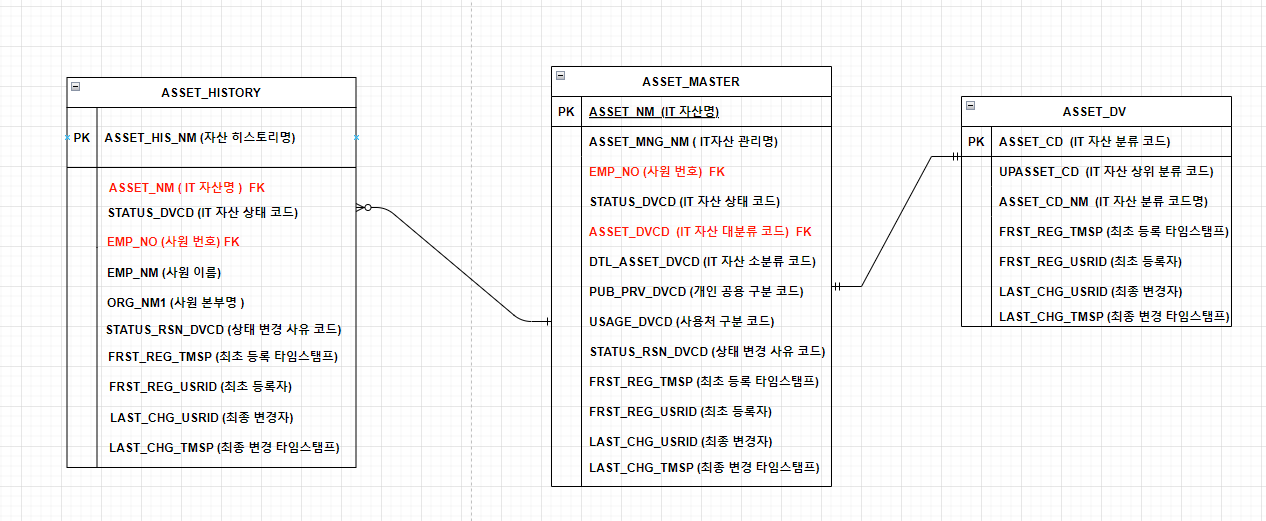 ASSET_HISTORY
PK ASSET_HIS_NM (자산 히스토리명)
ASSET_NM ( IT 자산명 ) FK
STATUS_DVCD (IT 자산 상태 코드)
EMP_NO (사원 번호) FK
EMP_NM (사원 이름)
ORG_NM1 (사원 본부명 )
STATUS_RSN_DVCD (상태 변경 사유 코드)
FRST_REG_TMSP (최초 등록 타임스탬프)
FRST_REG_USRID (최초 등록자)
LAST_CHG_USRID (최종 변경자)
LAST_CHG_TMSP (최종 변경 타임스탬프)
ASSET_MASTER
PK ASSET_NM (IT 자산명)
ASSET_MNG_NM ( IT자산 관리명)
EMP_NO (사원 번호) FK
STATUS_DVCD (IT 자산 상태 코드)
ASSET_DVCD (IT 자산 대분류 코드) FK
DTL_ASSET_DVCD (IT 자산 소분류 코드)
PUB_PRV_DVCD (개인 공용 구분 코드)
USAGE_DVCD (사용처 구분 코드)
STATUS_RSN_DVCD (상태 변경 사유 코드)
FRST_REG_TMSP (최초 등록 타임스탬프)
FRST_REG_USRID (최초 등록자)
LAST_CHG_USRID (최종 변경자)
LAST_CHG_TMSP (최종 변경 타임스탬프)
ASSET_DV
PK ASSET_CD (IT 자산 분류 코드)
UPASSET_CD (IT 자산 상위 분류 코드)
ASSET_CD_NM (IT 자산 분류 코드명)
FRST_REG_TMSP (최초 등록 타임스탬프)
FRST_REG_USRID (최초 등록자)
LAST_CHG_USRID (최종 변경자)
LAST_CHG_TMSP (최종 변경 타임스탬프)